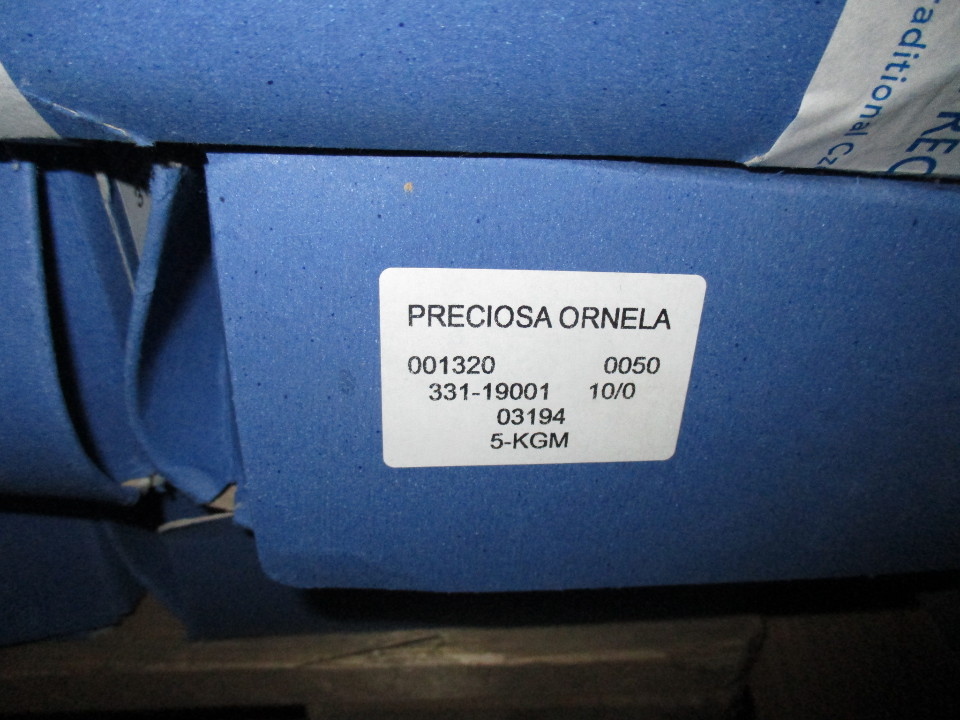 PRECIOSA ORNELA
001320 0050
331-19001 10/0
03194
5-KGM